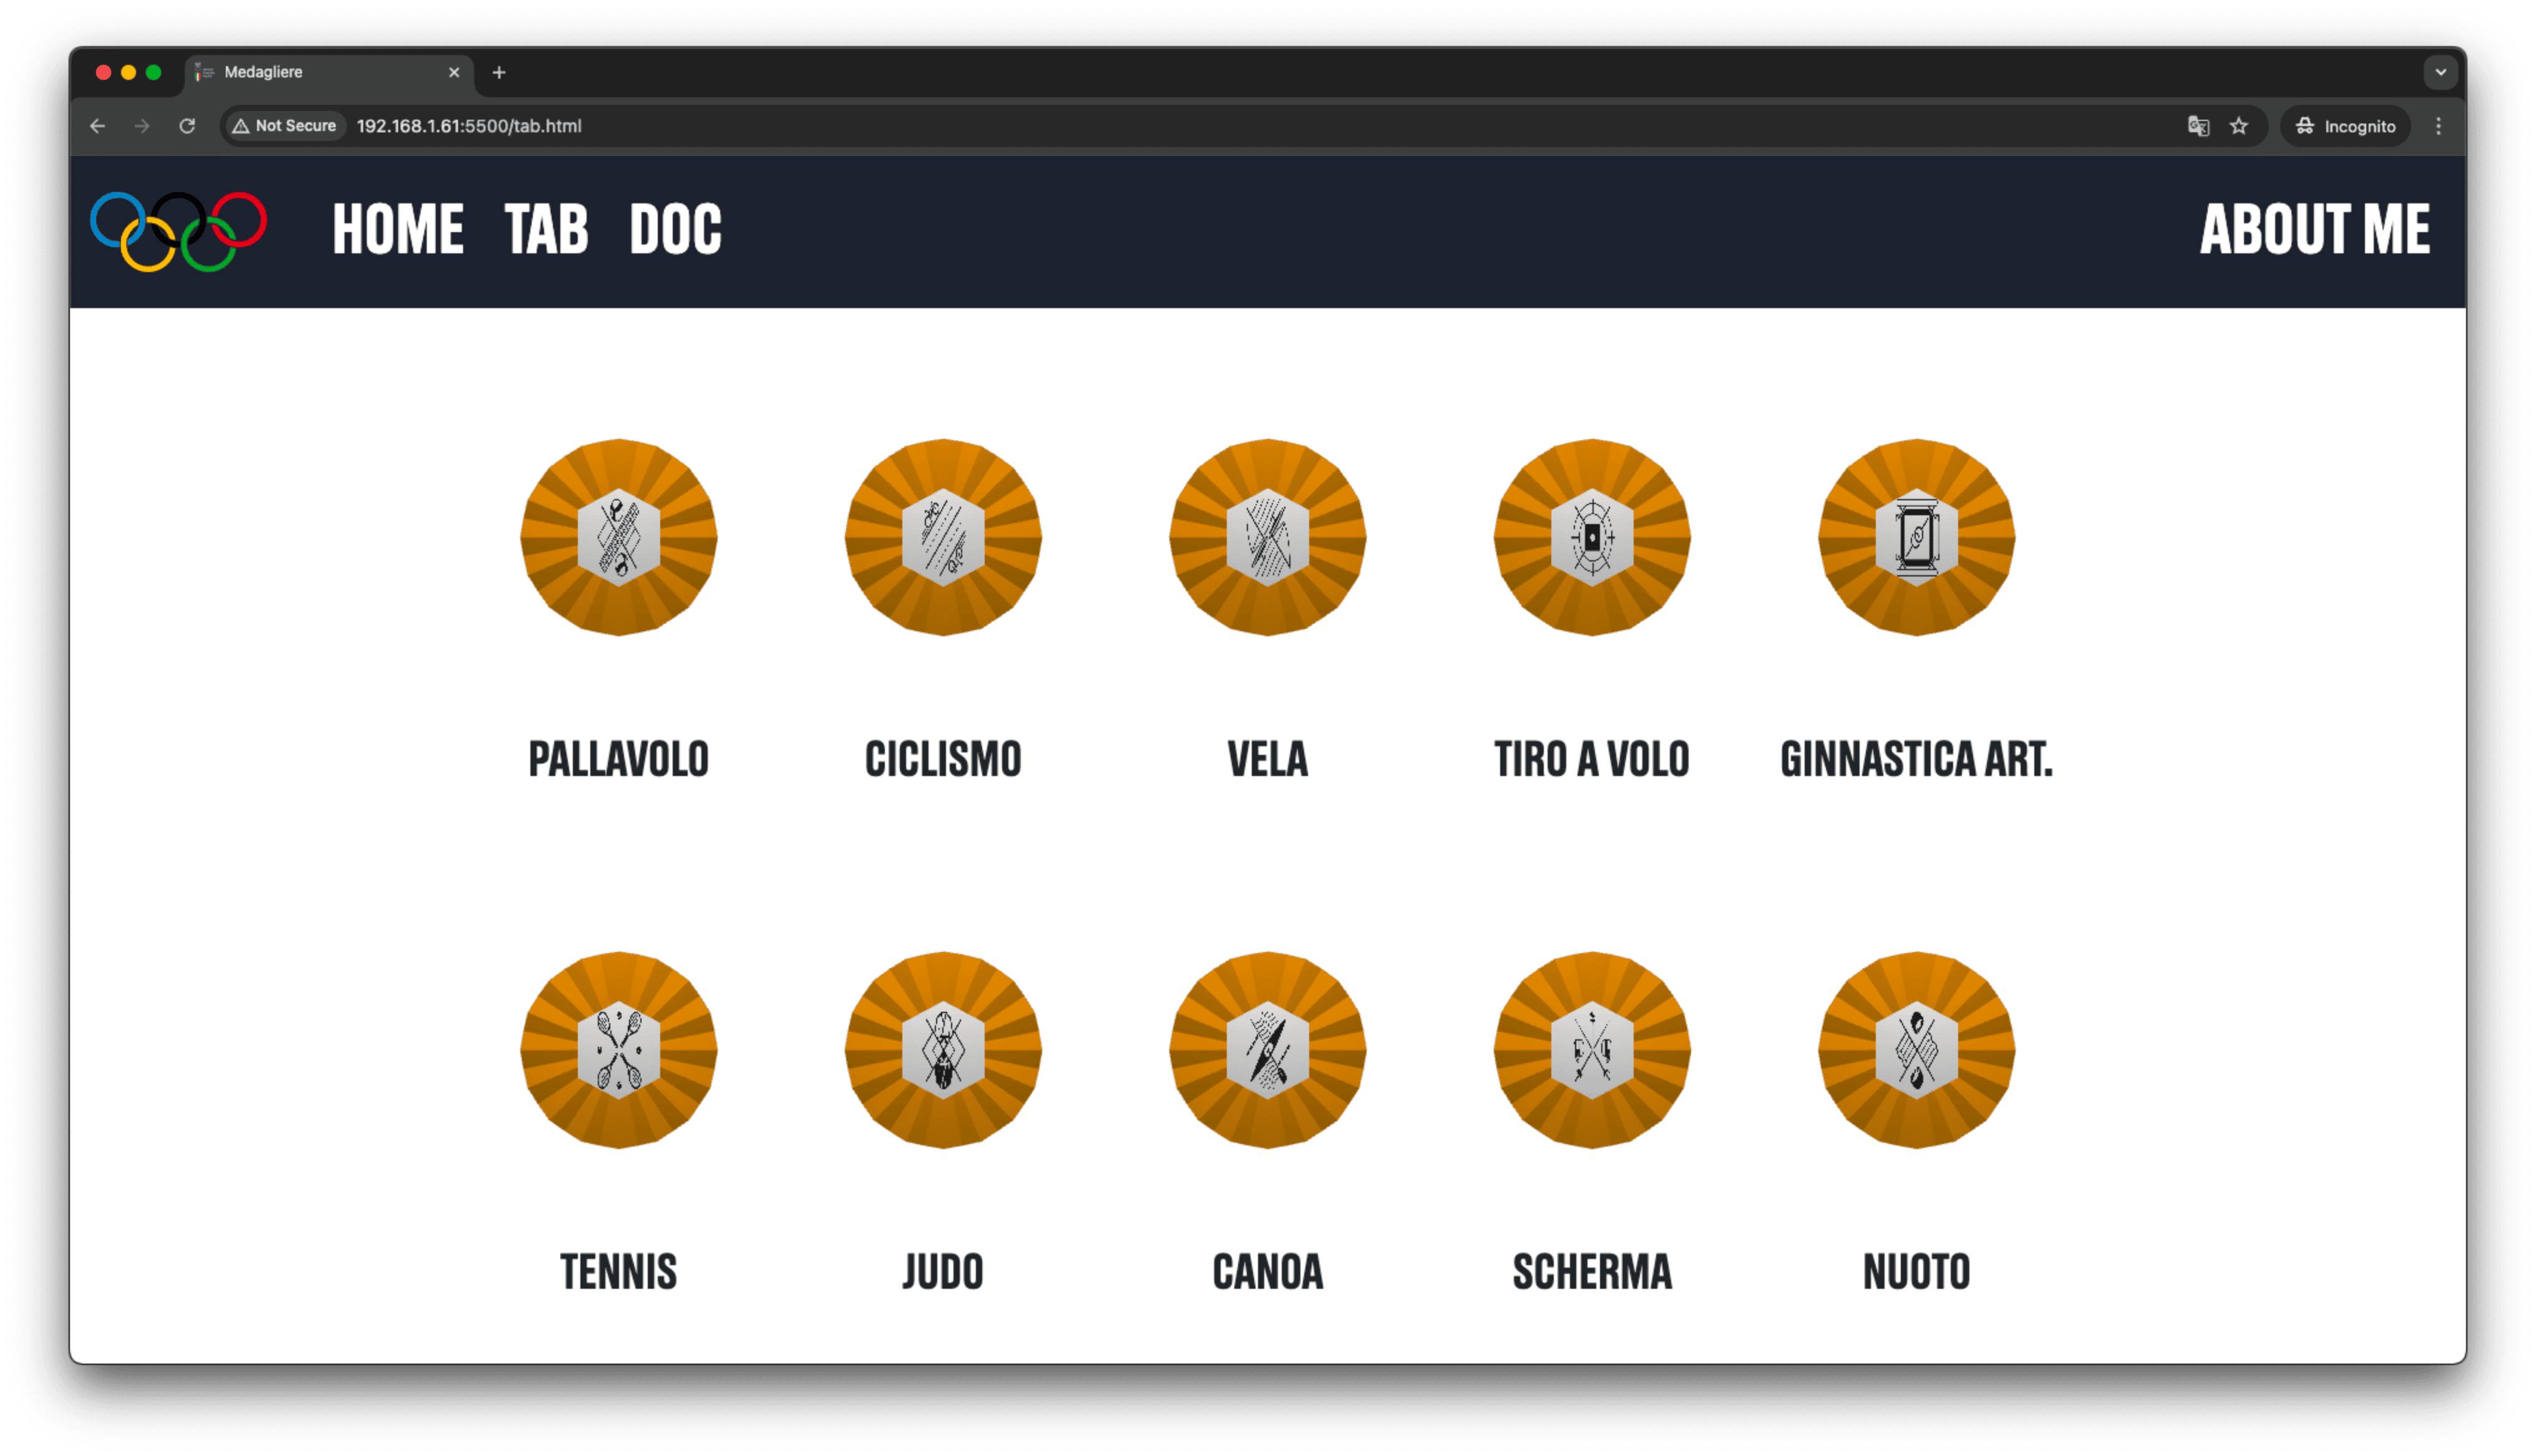 Medagliere
Not Secure 192.168.1.61:5500/tab.html Incognito
HOME TAB DOC ABOUT ME
PALLAVOLO CICLISMO VELA TIRO A VOLO GINNASTICA ART.
TENNIS JUDO CANOA SCHERMA NUOTO